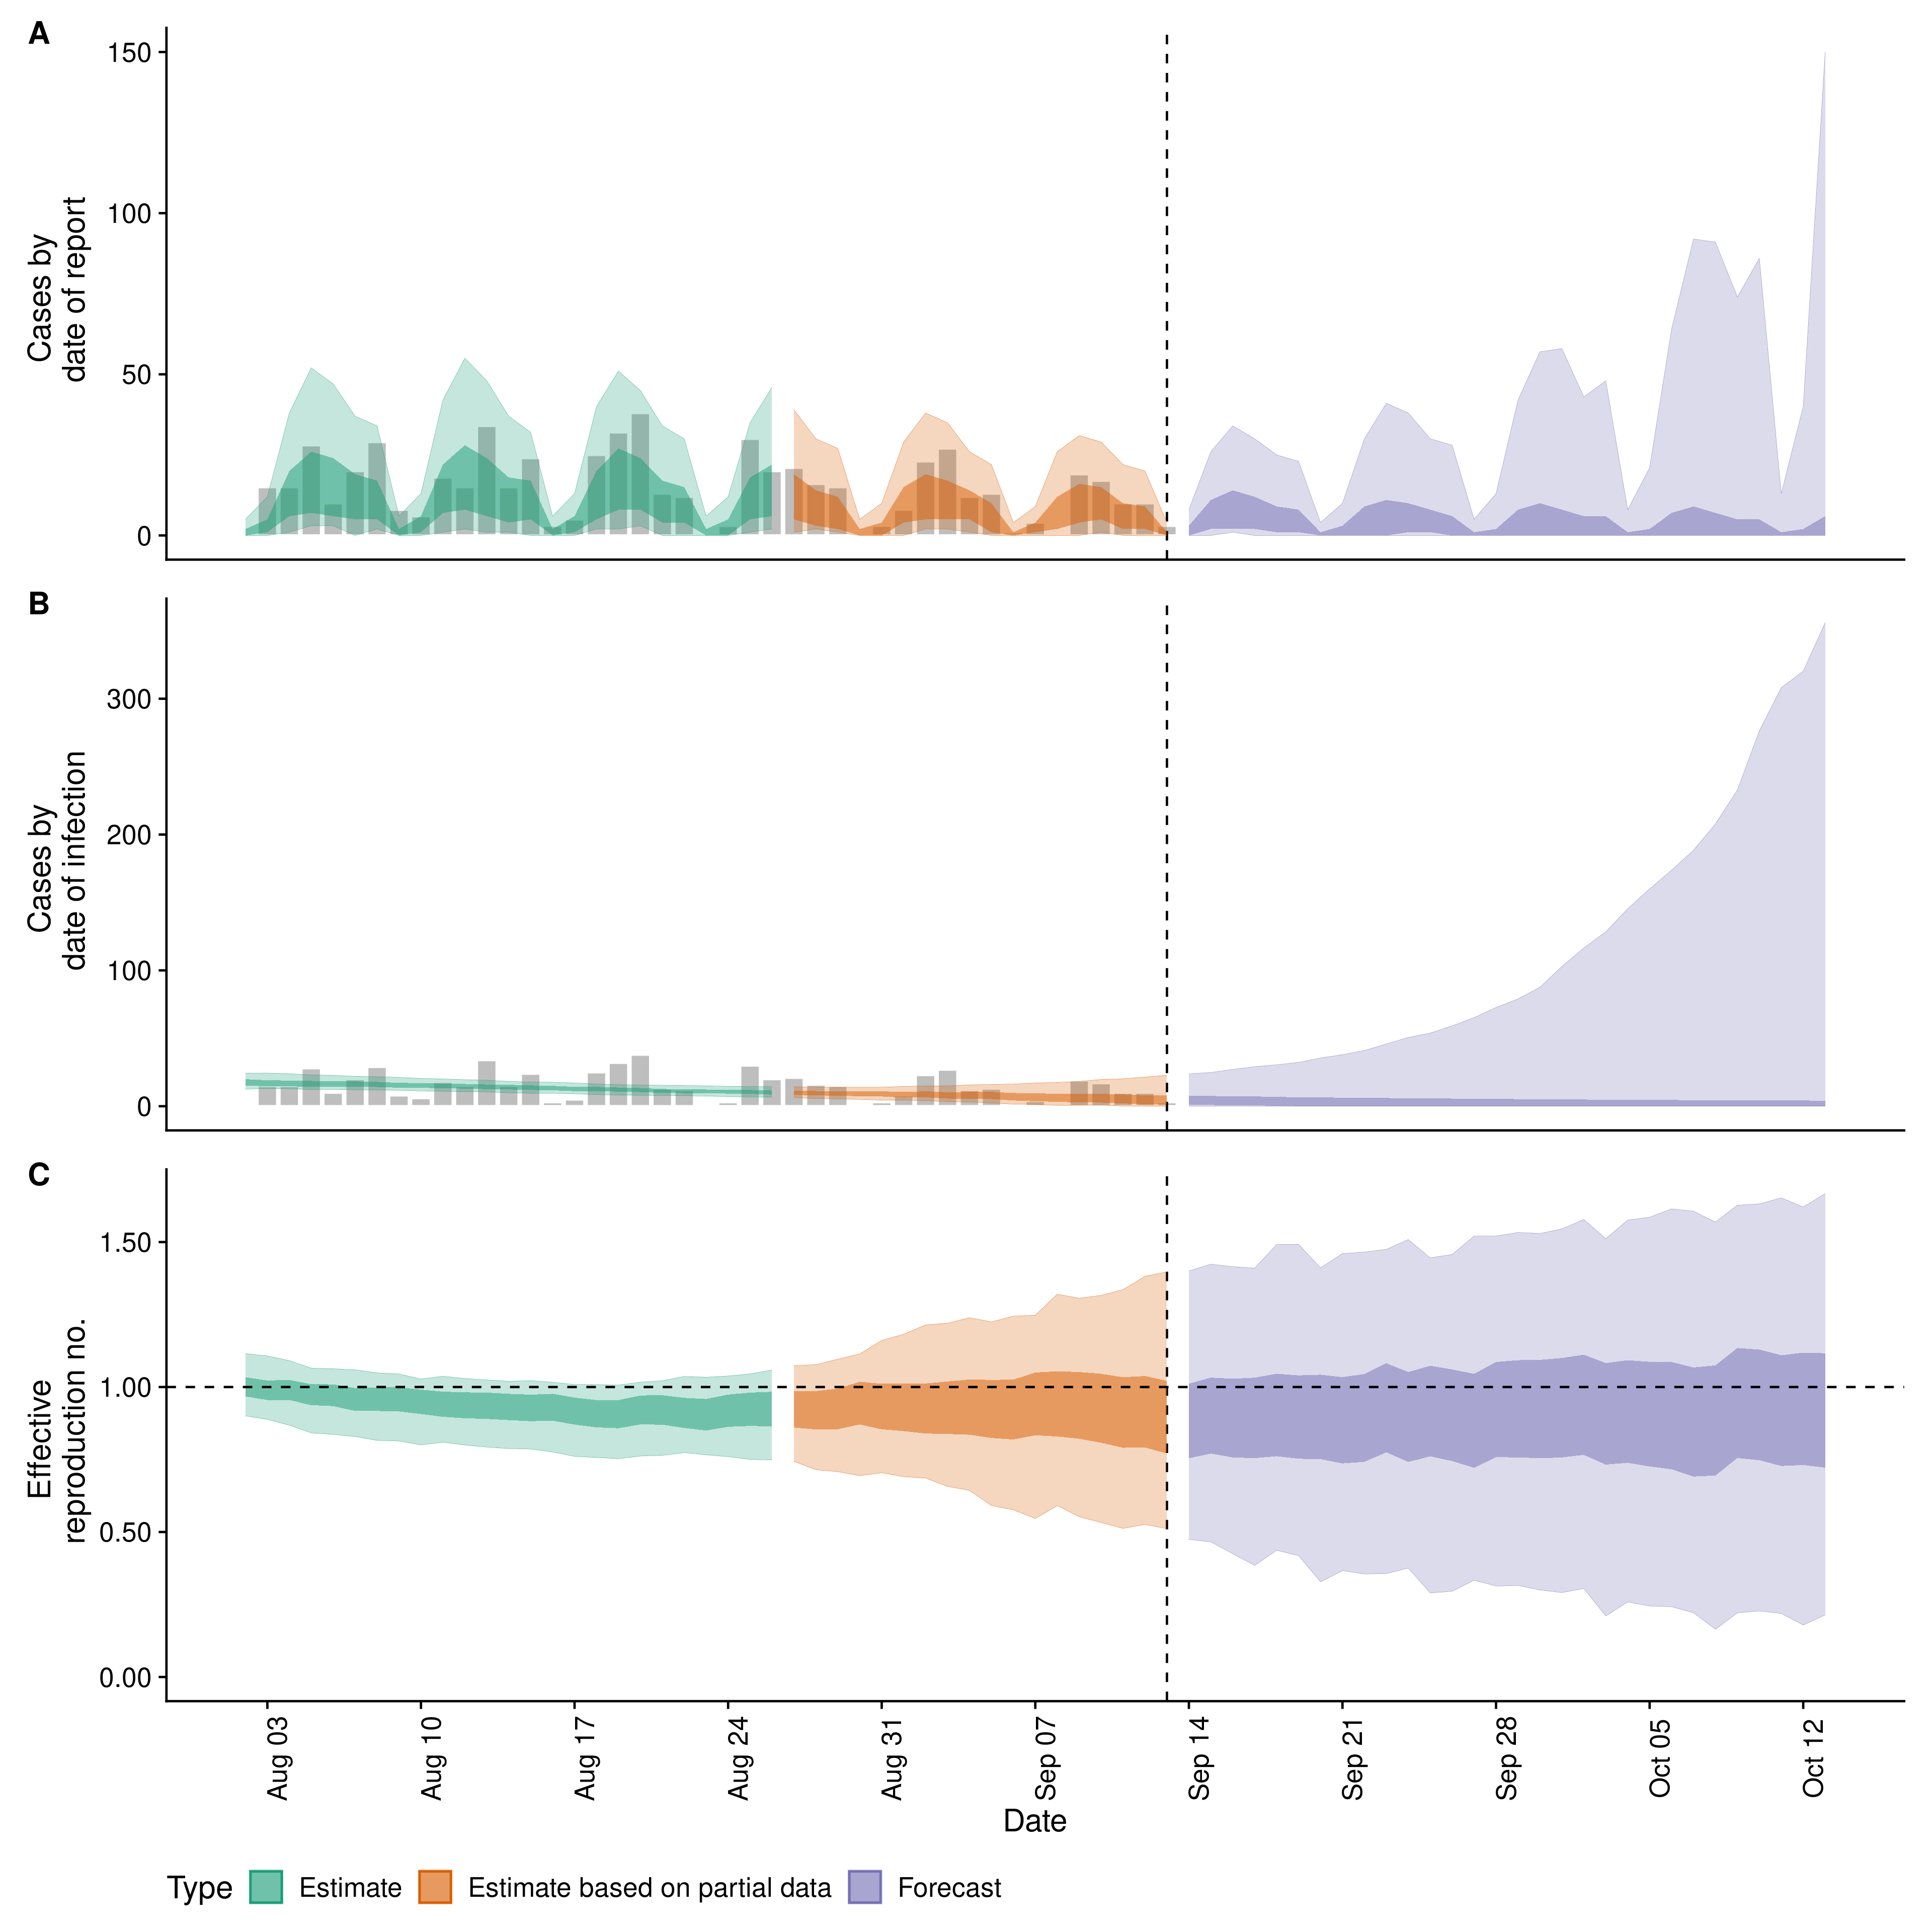 A
150
100
50
0
Cases by
date of report
B
300
200
100
0
Cases by
date of infection
C
1.50
1.00
0.50
0.00
Effective
reproduction no.
Aug 03
Aug 10
Aug 17
Aug 24
Aug 31
Sep 07
Sep 14
Sep 21
Sep 28
Oct 05
Oct 12
Date
Type Estimate Estimate based on partial data Forecast